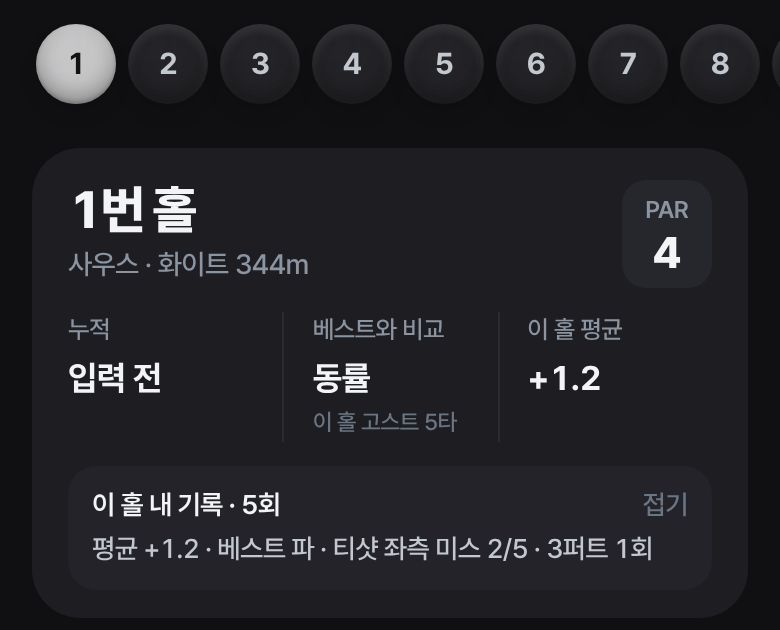 1 2 3 4 5 6 7 8
1번 홀
사우스 · 화이트 344m
PAR
4
누적
입력 전
베스트와 비교
동률
이 홀 고스트 5타
이 홀 평균
+1.2
이 홀 내 기록 · 5회
접기
평균 +1.2 · 베스트 파 · 티샷 좌측 미스 2/5 · 3퍼트 1회